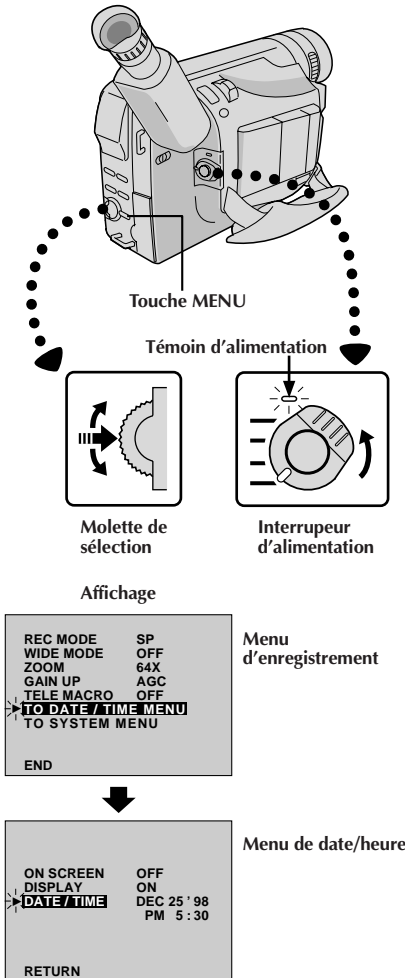 Touche MENU
Témoin d'alimentation
Molette de
sélection
Interrupeur
d'alimentation
Affichage
REC MODE SP
WIDE MODE OFF
ZOOM 64X
GAIN UP AGC
TELE MACRO OFF
TO DATE / TIME MENU
TO SYSTEM MENU
END
Menu
d'enregistrement
ON SCREEN OFF
DISPLAY ON
DATE / TIME DEC 25 ' 98
PM 5 : 30
RETURN
Menu de date/heure